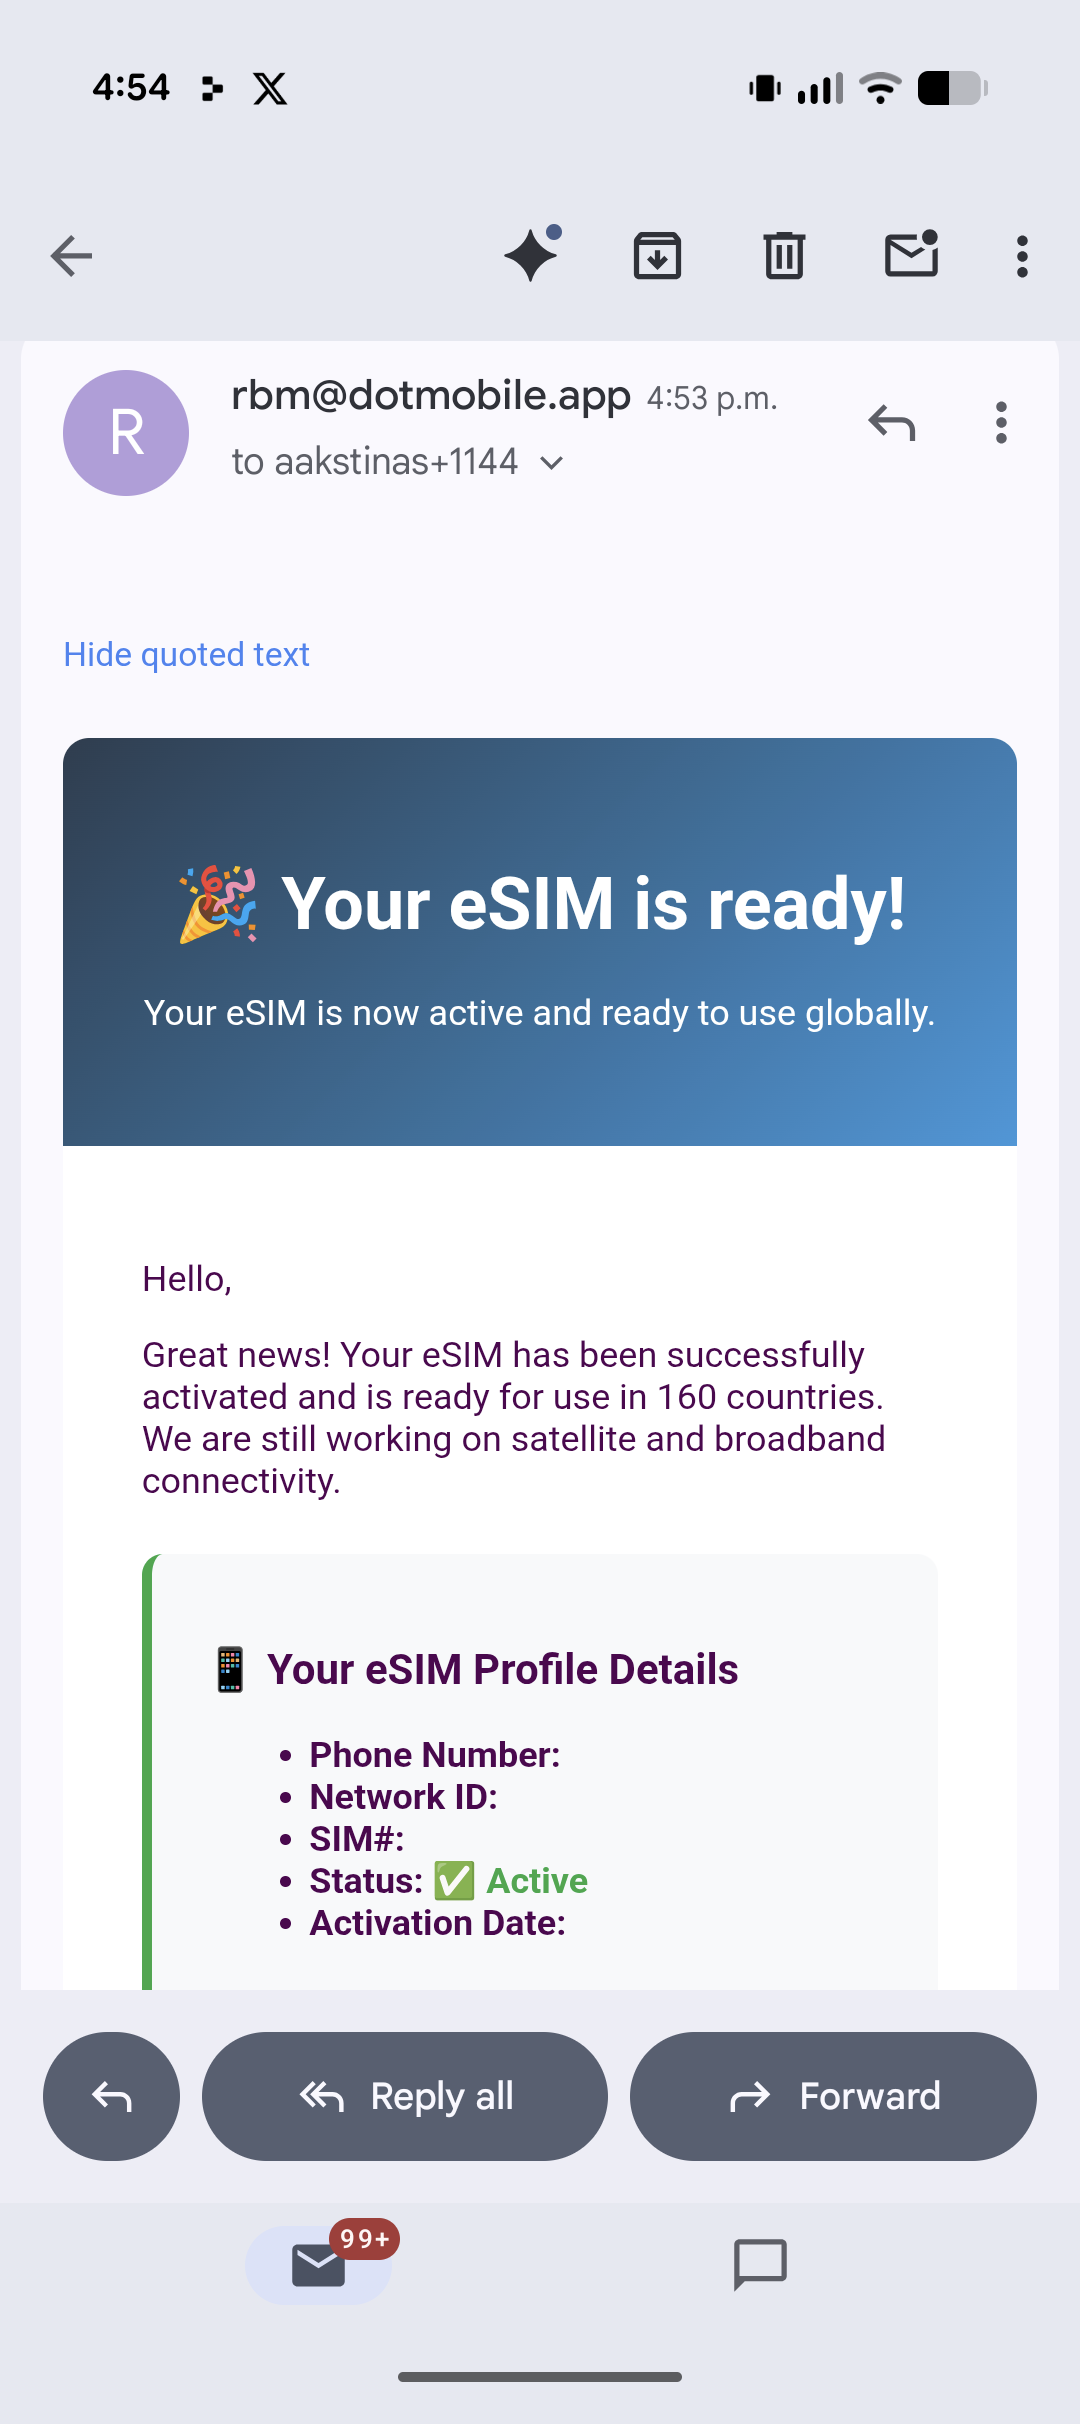 4:54
R
rbm@dotmobile.app 4:53 p.m.
to aakstinas+1144
Hide quoted text
🎉 Your eSIM is ready!
Your eSIM is now active and ready to use globally.
Hello,
Great news! Your eSIM has been successfully
activated and is ready for use in 160 countries.
We are still working on satellite and broadband
connectivity.
📱 Your eSIM Profile Details
• Phone Number:
• Network ID:
• SIM#:
• Status: ✅ Active
• Activation Date:
Reply all
Forward
99+